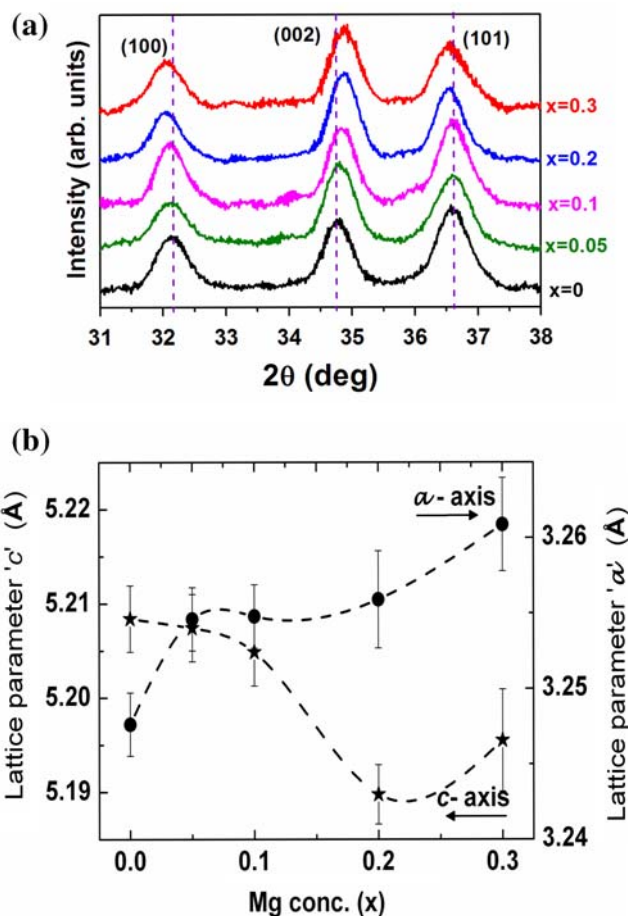 (a)
(100)
(002)
(101)
x=0.3
x=0.2
x=0.1
x=0.05
x=0
Intensity (arb. units)
31 32 33 34 35 36 37 38
2θ (deg)
(b)
a - axis
c - axis
5.22
5.21
5.20
5.19
Lattice parameter 'c' (Å)
3.26
3.25
3.24
Lattice parameter 'a' (Å)
0.0 0.1 0.2 0.3
Mg conc. (x)